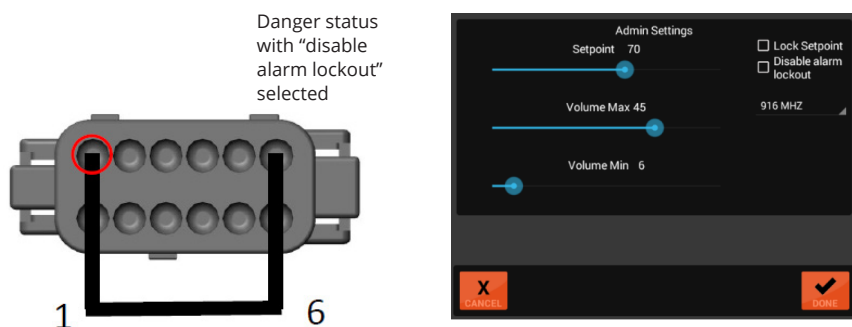 Danger status
with “disable
alarm lockout”
selected
1
6
Admin Settings
Setpoint 70
Lock Setpoint
Disable alarm
lockout
Volume Max 45
916 MHZ
Volume Min 6
X
CANCEL
DONE